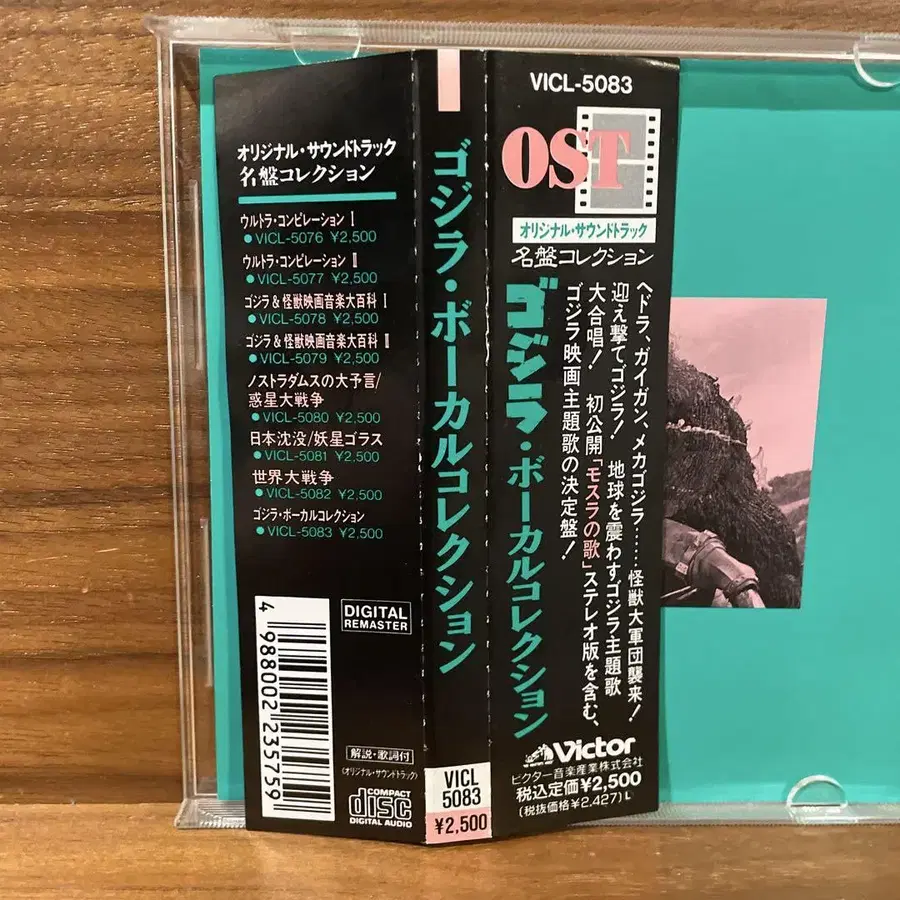 オリジナル・サウンドトラック
名盤コレクション
ウルトラ・コンピレーション Ⅰ
● VICL-5076 ¥2,500
ウルトラ・コンピレーション Ⅱ
● VICL-5077 ¥2,500
ゴジラ&怪獣映画音楽大百科 Ⅰ
● VICL-5078 ¥2,500
ゴジラ&怪獣映画音楽大百科 Ⅱ
● VICL-5079 ¥2,500
ノストラダムスの大予言/
惑星大戦争
● VICL-5080 ¥2,500
日本沈没/妖星ゴラス
● VICL-5081 ¥2,500
世界大戦争
● VICL-5082 ¥2,500
ゴジラ・ボーカルコレクション
● VICL-5083 ¥2,500
4 988002 235759
DIGITAL
REMASTER
解説・歌詞付
(オリジナル・サウンドトラック)
COMPACT
disc
DIGITAL AUDIO
ゴジラ・ボーカルコレクション
VICL
5083
¥2,500
VICL-5083
OST
オリジナル・サウンドトラック
名盤コレクション
ヘドラ、ガイガン、メカゴジラ……怪獣大軍団襲来!
迎え撃てゴジラ! 地球を震わすゴジラ主題歌
大合唱! 初公開「モスラの歌」ステレオ版を含む、
ゴジラ映画主題歌の決定盤!
ゴジラ・ボーカルコレクション
Victor
ビクター音楽産業株式会社
税込定価¥2,500
(税抜価格¥2,427)L